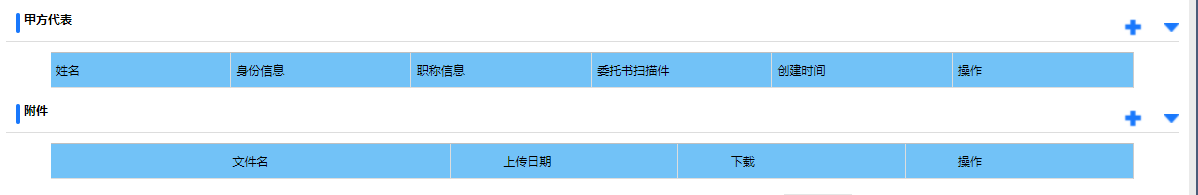 甲方代表
姓名 身份信息 职称信息 委托书扫描件 创建时间 操作
附件
文件名 上传日期 下载 操作